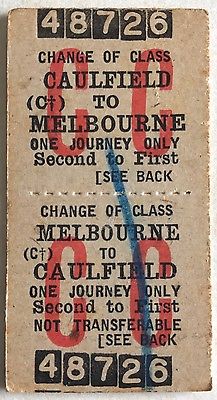 48726
CHANGE OF CLASS
CAULFIELD
(C†) TO
MELBOURNE
ONE JOURNEY ONLY
Second to First
[SEE BACK
CHANGE OF CLASS
MELBOURNE
(C†) TO
CAULFIELD
ONE JOURNEY ONLY
Second to First
NOT TRANSFERABLE
[SEE BACK
48726